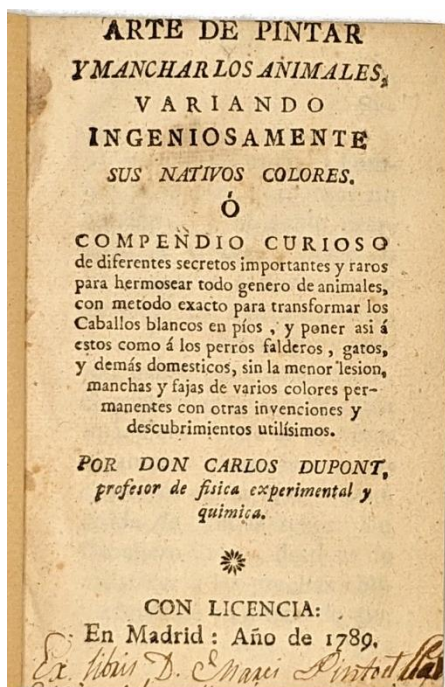 ARTE DE PINTAR
Y MANCHAR LOS ANIMALES,
VARIANDO
INGENIOSAMENTE
SUS NATIVOS COLORES.
Ó
COMPENDIO CURIOSO
de diferentes secretos importantes y raros
para hermosear todo genero de animales,
con metodo exacto para transformar los
Caballos blancos en píos, y poner asi á
estos como á los perros falderos, gatos,
y demás domesticos, sin la menor lesion,
manchas y fajas de varios colores per-
manentes con otras invenciones y
descubrimientos utilísimos.
POR DON CARLOS DUPONT,
profesor de fisica experimental y
quimica.
CON LICENCIA:
En Madrid: Año de 1789.
Ex libris D.